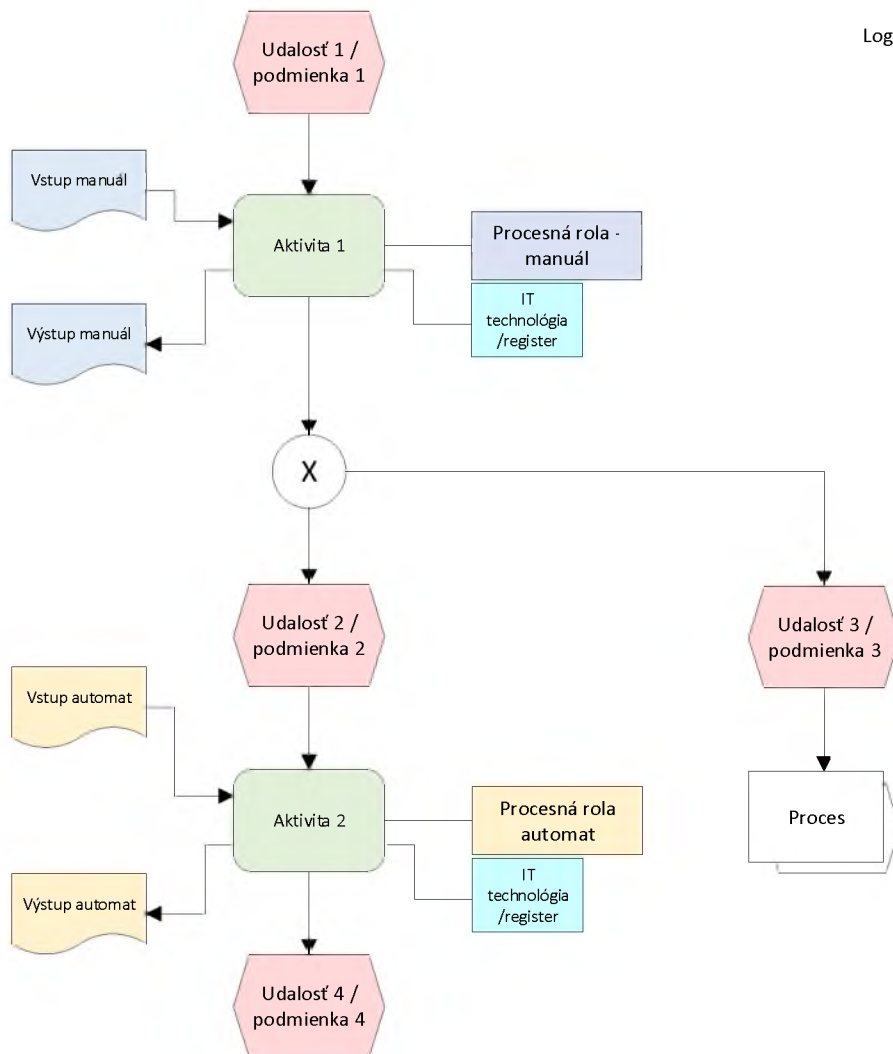 Udalosť 1 /
podmienka 1
Log
Vstup manuál
Aktivita 1
Procesná rola -
manuál
IT
technológia
/register
Výstup manuál
X
Udalosť 2 /
podmienka 2
Udalosť 3 /
podmienka 3
Vstup automat
Aktivita 2
Procesná rola
automat
Proces
IT
technológia
/register
Výstup automat
Udalosť 4 /
podmienka 4